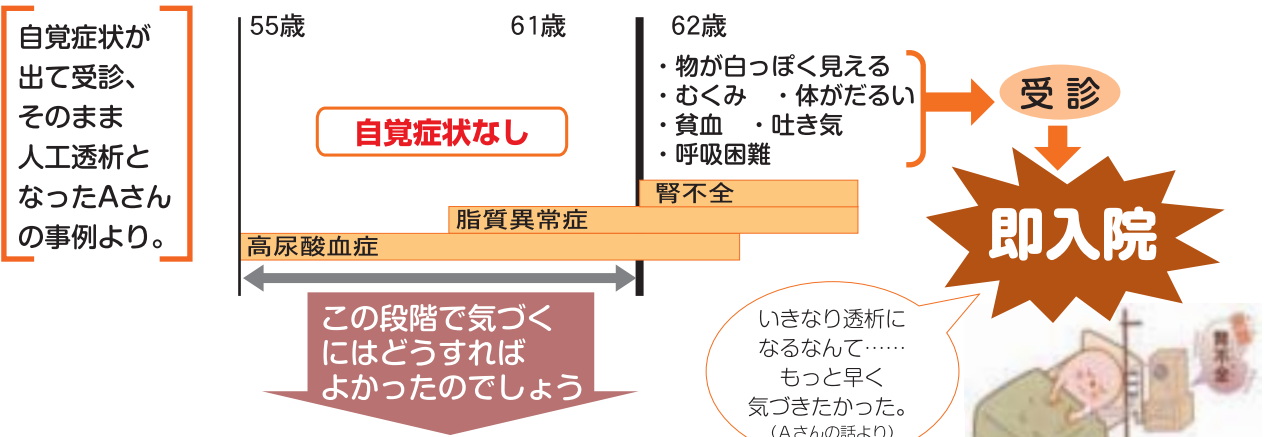 自覚症状が
出て受診、
そのまま
人工透析と
なったAさん
の事例より。
55歳
61歳
62歳
自覚症状なし
・物が白っぽく見える
・むくみ　・体がだるい
・貧血　・吐き気
・呼吸困難
受診
即入院
腎不全
脂質異常症
高尿酸血症
この段階で気づく
にはどうすれば
よかったのでしょう
いきなり透析に
なるなんて……
もっと早く
気づきたかった。
(Aさんの話より)
腎不全